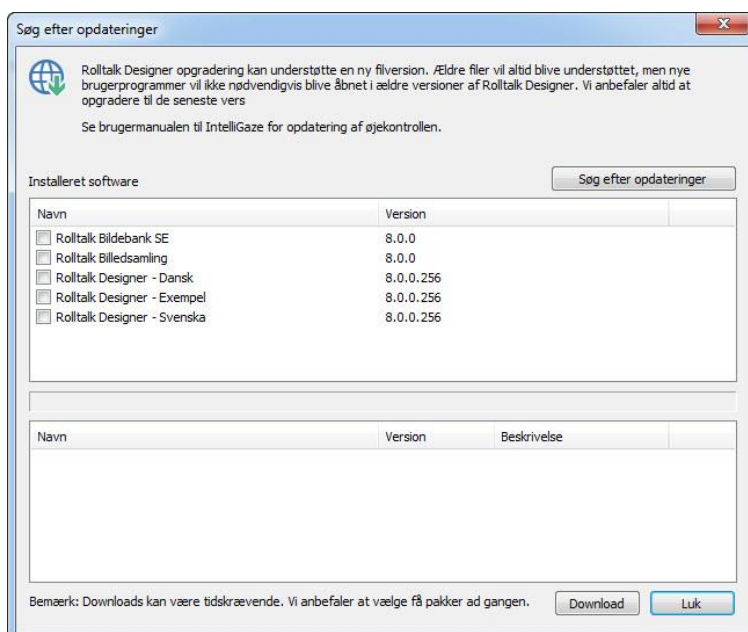 Søg efter opdateringer
Rolltalk Designer opgradering kan understøtte en ny filversion. Ældre filer vil altid blive understøttet, men nye
brugerprogrammer vil ikke nødvendigvis blive åbnet i ældre versioner af Rolltalk Designer. Vi anbefaler altid at
opgradere til de seneste vers
Se brugermanualen til IntelliGaze for opdatering af øjekontrollen.
Installeret software
Søg efter opdateringer
Navn Version
Rolltalk Bildebank SE 8.0.0
Rolltalk Billedsamling 8.0.0
Rolltalk Designer - Dansk 8.0.0.256
Rolltalk Designer - Exempel 8.0.0.256
Rolltalk Designer - Svenska 8.0.0.256
Navn Version Beskrivelse
Bemærk: Downloads kan være tidskrævende. Vi anbefaler at vælge få pakker ad gangen.
Download
Luk